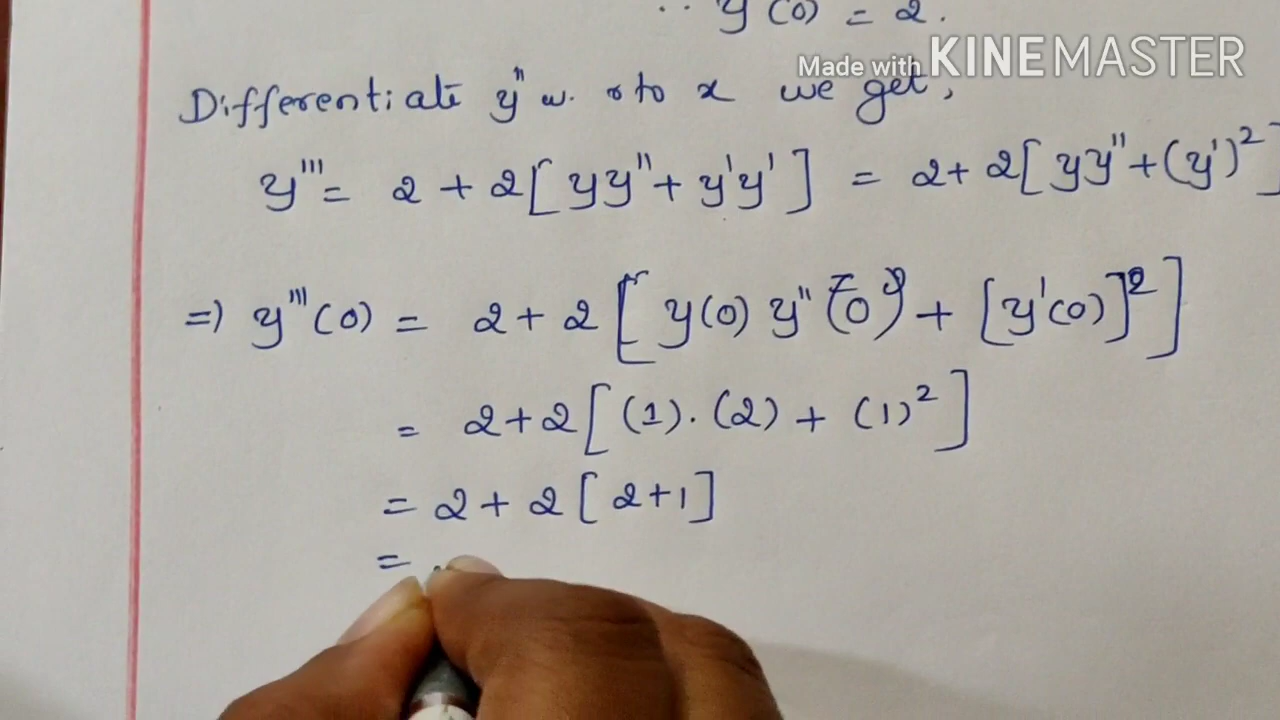 ∴ y''(0) = 2.
Made with KINEMASTER
Differentiate y'' w. r to x we get,
y''' = 2 + 2[ yy'' + y'y' ] = 2 + 2[ yy'' + (y')² ]
⇒ y'''(0) = 2 + 2 [ y(0) y''(0) + [y'(0)]² ]
= 2 + 2 [ (1). (2) + (1)² ]
= 2 + 2 [ 2+1 ]
=